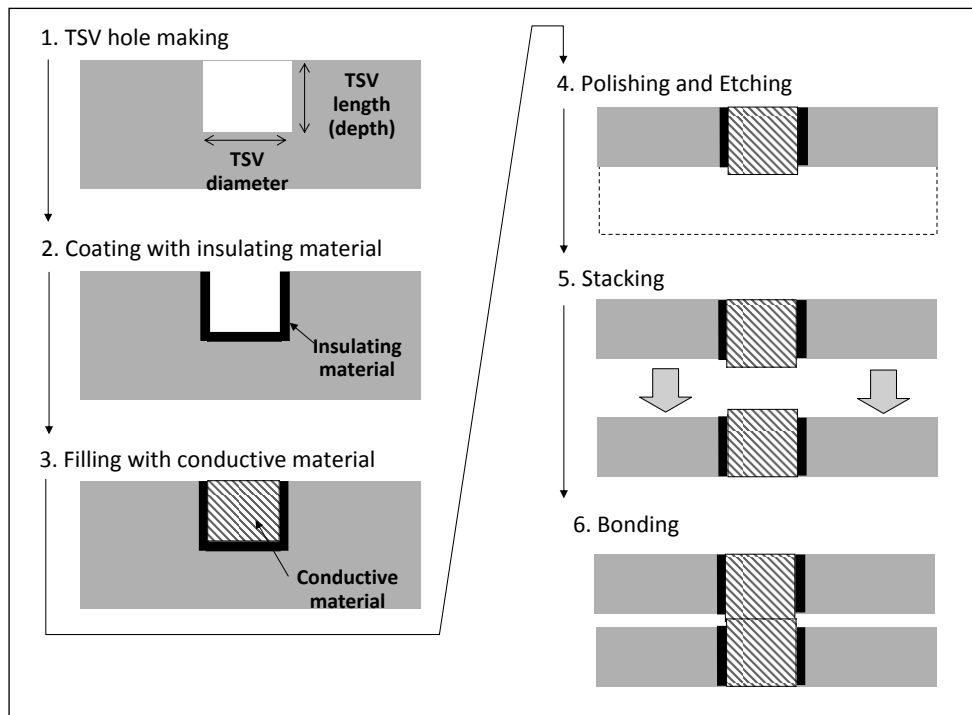 1. TSV hole making
TSV
length
(depth)
TSV
diameter
2. Coating with insulating material
Insulating
material
3. Filling with conductive material
Conductive
material
4. Polishing and Etching
5. Stacking
6. Bonding